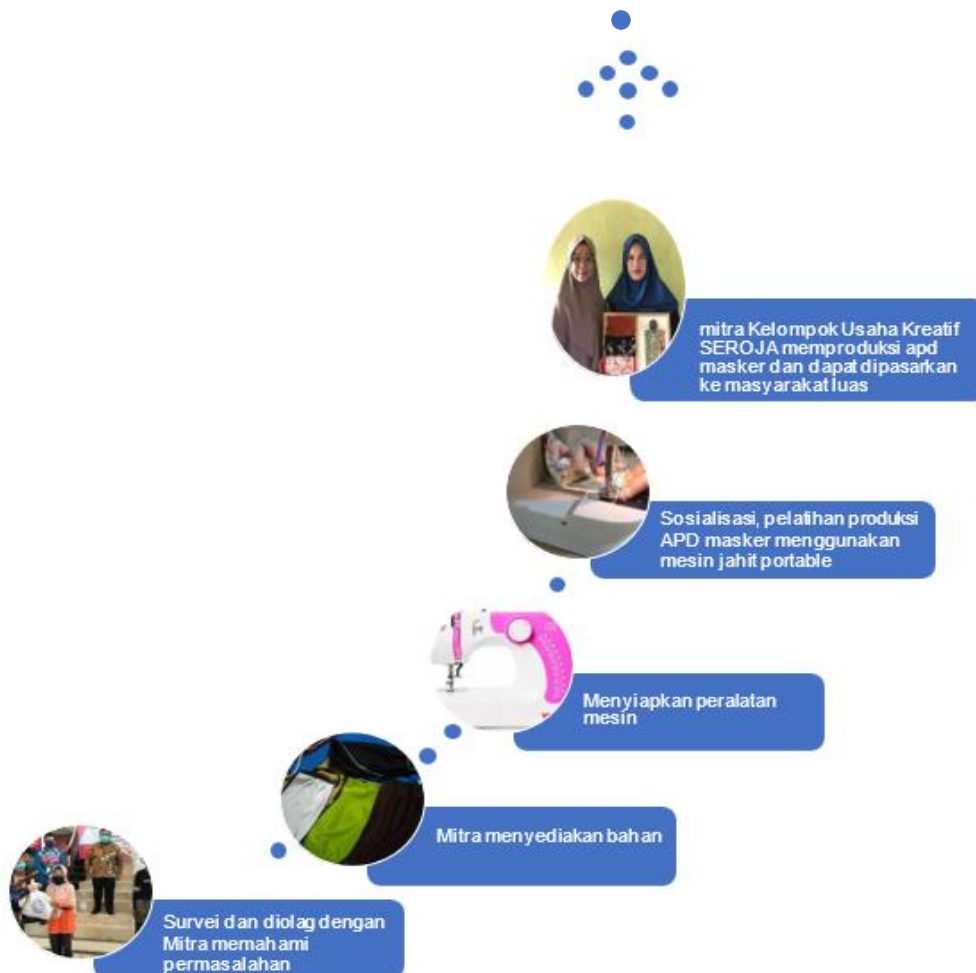 mitra Kelompok Usaha Kreatif
SEROJA memproduksi apd
masker dan dapat dipasarkan
ke masyarakat luas
Sosialisasi, pelatihan produksi
APD masker menggunakan
mesin jahit portable
Menyiapkan peralatan
mesin
Mitra menyediakan bahan
Survei dan diolag dengan
Mitra memahami
permasalahan